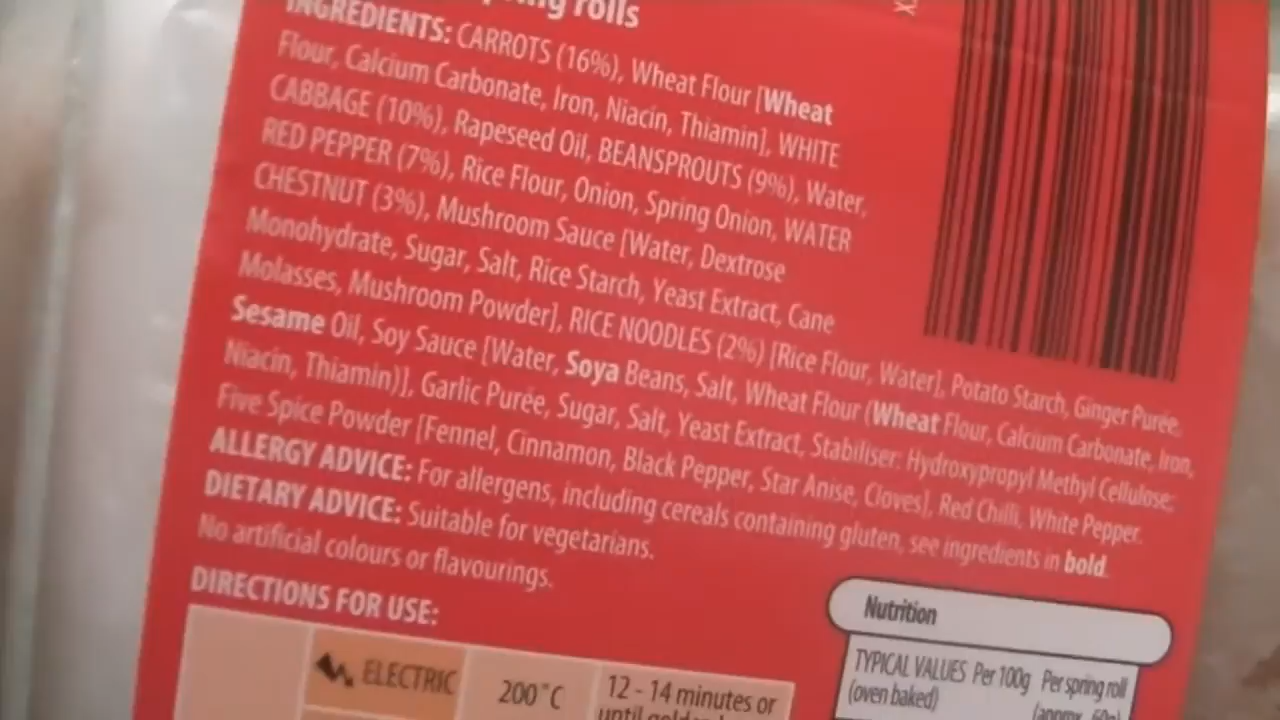 rolls
INGREDIENTS: CARROTS (16%), Wheat Flour [Wheat
Flour, Calcium Carbonate, Iron, Niacin, Thiamin], WHITE
CABBAGE (10%), Rapeseed Oil, BEANSPROUTS (9%), Water,
RED PEPPER (7%), Rice Flour, Onion, Spring Onion, WATER
CHESTNUT (3%), Mushroom Sauce [Water, Dextrose
Monohydrate, Sugar, Salt, Rice Starch, Yeast Extract, Cane
Molasses, Mushroom Powder], RICE NOODLES (2%) [Rice Flour, Water], Potato Starch, Ginger Purée,
Sesame Oil, Soy Sauce [Water, Soya Beans, Salt, Wheat Flour (Wheat Flour, Calcium Carbonate, Iron,
Niacin, Thiamin)], Garlic Purée, Sugar, Salt, Yeast Extract, Stabiliser: Hydroxypropyl Methyl Cellulose;
Five Spice Powder [Fennel, Cinnamon, Black Pepper, Star Anise, Cloves], Red Chilli, White Pepper.
ALLERGY ADVICE: For allergens, including cereals containing gluten, see ingredients in bold.
DIETARY ADVICE: Suitable for vegetarians.
No artificial colours or flavourings.
DIRECTIONS FOR USE:
ELECTRIC 200°C 12 - 14 minutes or
until
Nutrition
TYPICAL VALUES Per 100g Per spring roll
(oven baked) (approx. 60g)